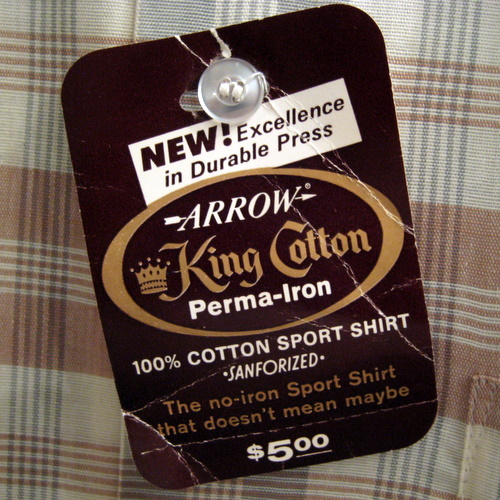 NEW! Excellence
in Durable Press
ARROW®
King Cotton
Perma-Iron
100% COTTON SPORT SHIRT
•SANFORIZED•
The no-iron Sport Shirt
that doesn't mean maybe
$5.00